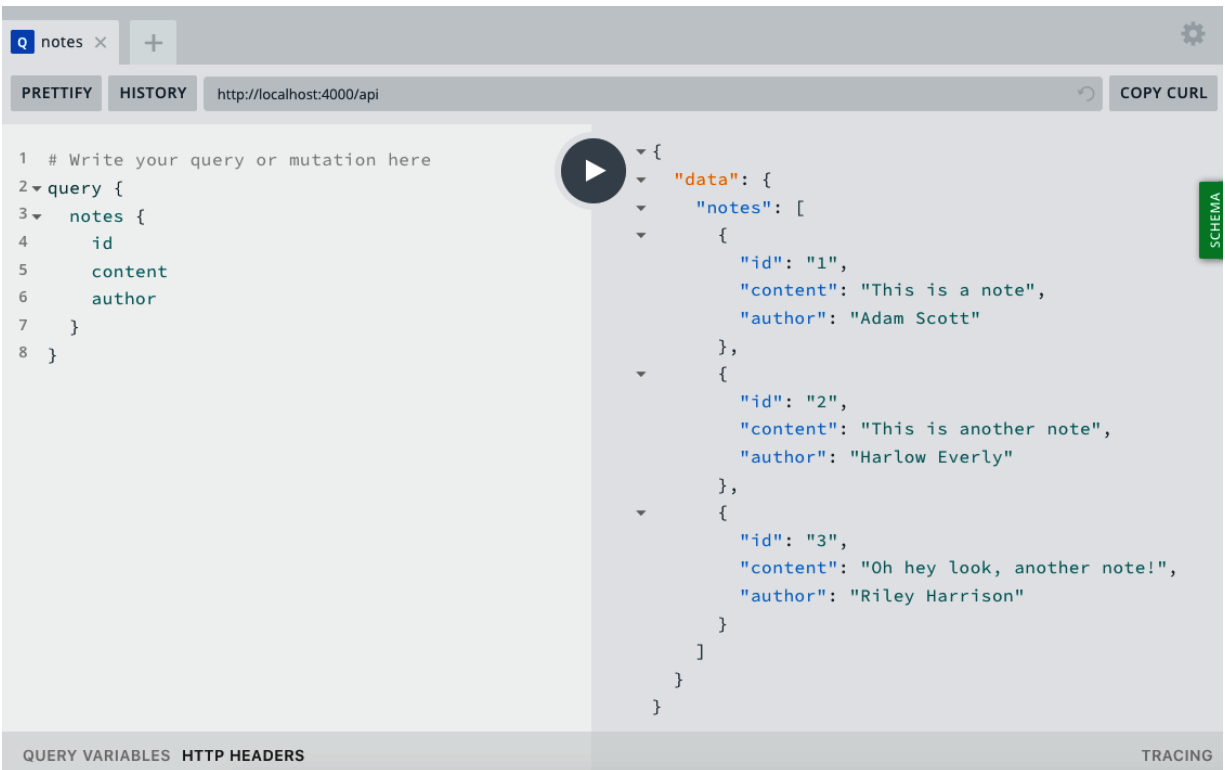 Q notes ×
PRETTIFY HISTORY http://localhost:4000/api COPY CURL
1 # Write your query or mutation here
2 query {
3 notes {
4 id
5 content
6 author
7 }
8 }
{
"data": {
"notes": [
{
"id": "1",
"content": "This is a note",
"author": "Adam Scott"
},
{
"id": "2",
"content": "This is another note",
"author": "Harlow Everly"
},
{
"id": "3",
"content": "Oh hey look, another note!",
"author": "Riley Harrison"
}
]
}
}
SCHEMA
QUERY VARIABLES HTTP HEADERS
TRACING